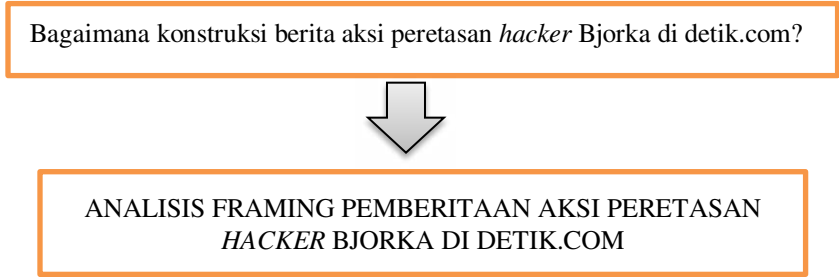 Bagaimana konstruksi berita aksi peretasan hacker Bjorka di detik.com?
ANALISIS FRAMING PEMBERITAAN AKSI PERETASAN
HACKER BJORKA DI DETIK.COM